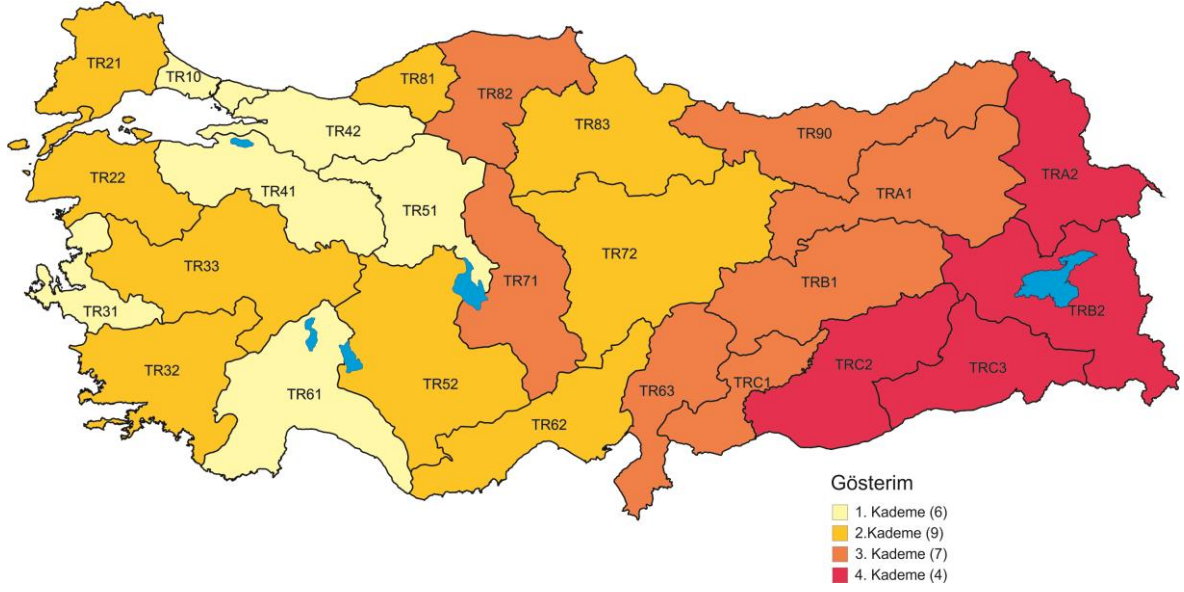 TR21
TR10
TR81
TR82
TR42
TR83
TR90
TR22
TR41
TR51
TRA1
TRA2
TR33
TR72
TR71
TRB1
TR31
TRB2
TR32
TR61
TR52
TR63
TRC1
TRC2
TRC3
TR62
Gösterim
1. Kademe (6)
2.Kademe (9)
3. Kademe (7)
4. Kademe (4)